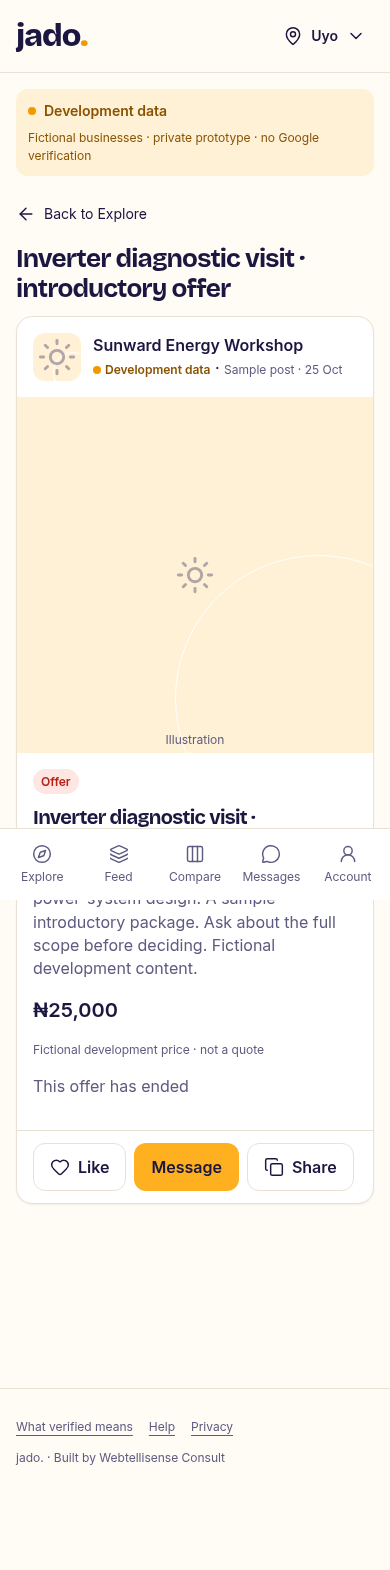 jado.
Uyo
Development data
Fictional businesses · private prototype · no Google
verification
Back to Explore
Inverter diagnostic visit ·
introductory offer
Sunward Energy Workshop
Development data · Sample post · 25 Oct
Illustration
Offer
Inverter diagnostic visit ·
Explore
Feed
Compare
Messages
Account
introductory package. Ask about the full
scope before deciding. Fictional
development content.
₦25,000
Fictional development price · not a quote
This offer has ended
Like
Message
Share
What verified means
Help
Privacy
jado. · Built by Webtellisense Consult